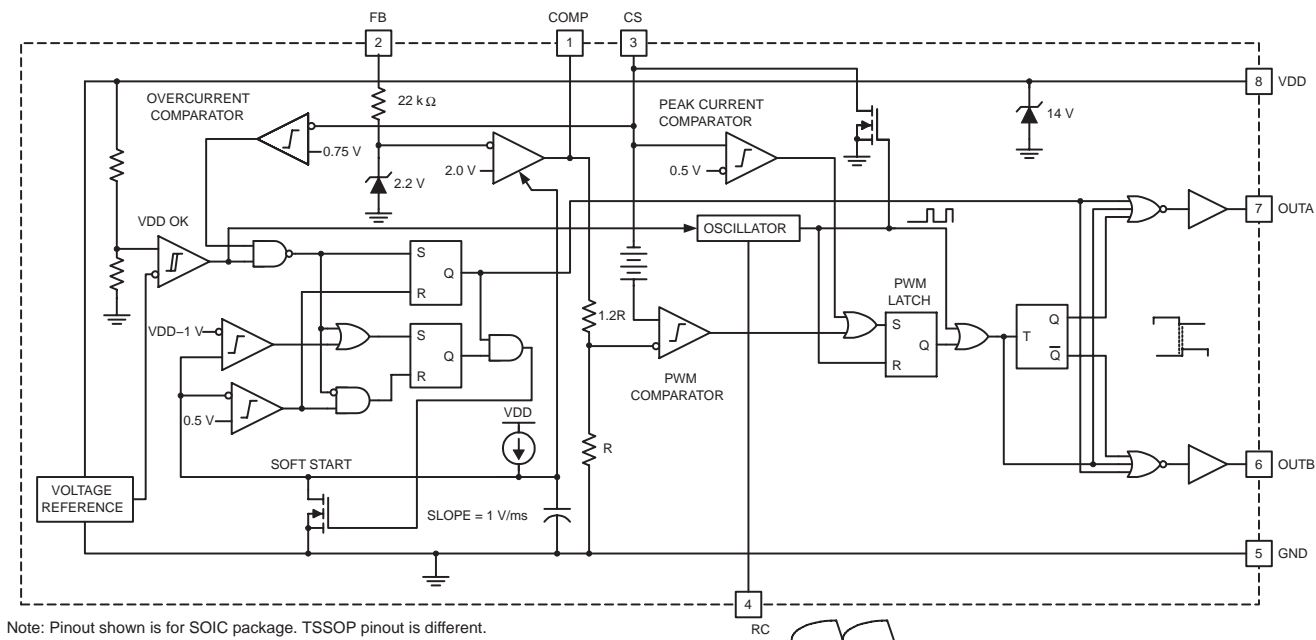 FB COMP CS
2 1 3
8 VDD
OVERCURRENT
COMPARATOR
22 kΩ
PEAK CURRENT
COMPARATOR
14 V
0.75 V
2.0 V
0.5 V
2.2 V
VDD OK
7 OUTA
OSCILLATOR
S
Q
R
PWM
LATCH
1.2R
VDD–1 V
S
Q
R
S
Q
R
T
Q
Q̅
PWM
COMPARATOR
0.5 V
VDD
R
6 OUTB
SOFT START
VOLTAGE
REFERENCE
SLOPE = 1 V/ms
5 GND
4
RC
Note: Pinout shown is for SOIC package. TSSOP pinout is different.